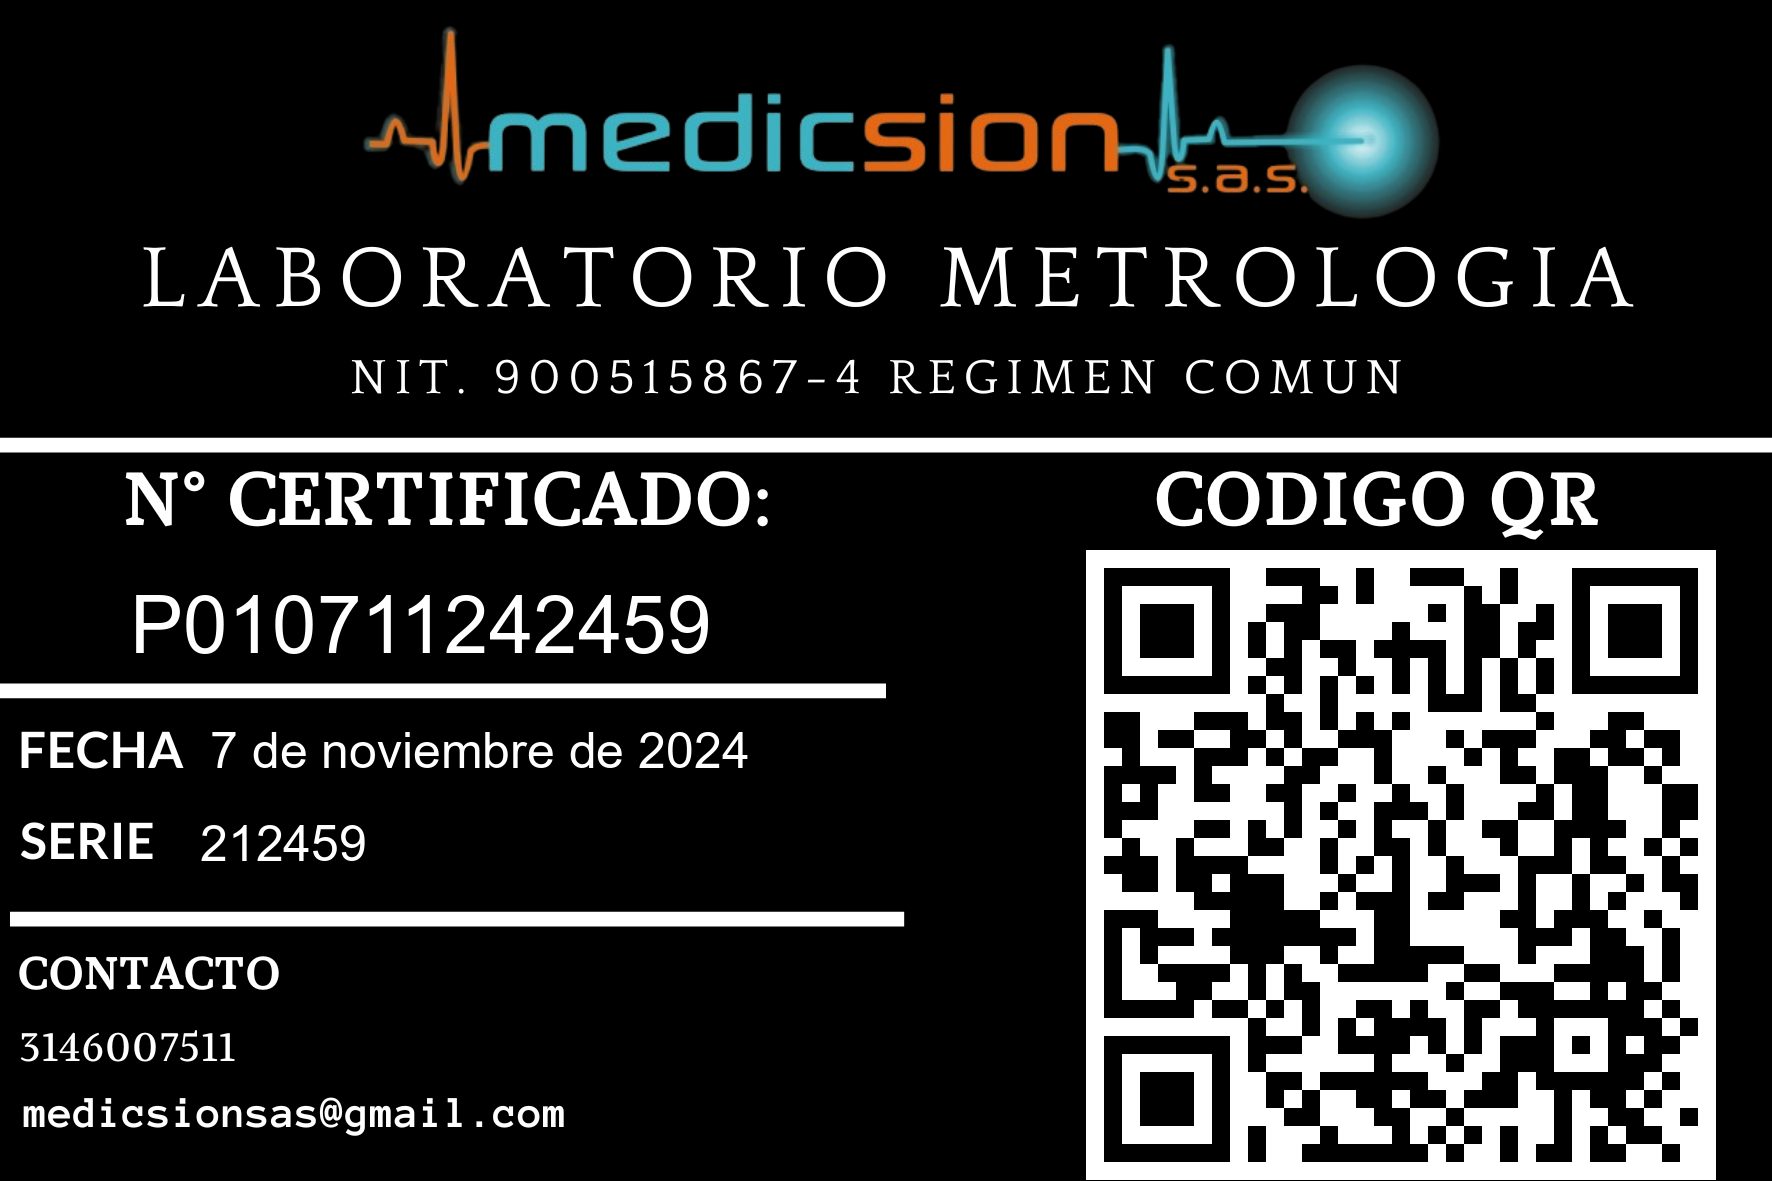 medicsion
s.a.s.
LABORATORIO METROLOGIA
NIT. 900515867-4 REGIMEN COMUN
N° CERTIFICADO:
P010711242459
FECHA 7 de noviembre de 2024
SERIE 212459
CONTACTO
3146007511
medicsionsas@gmail.com
CODIGO QR